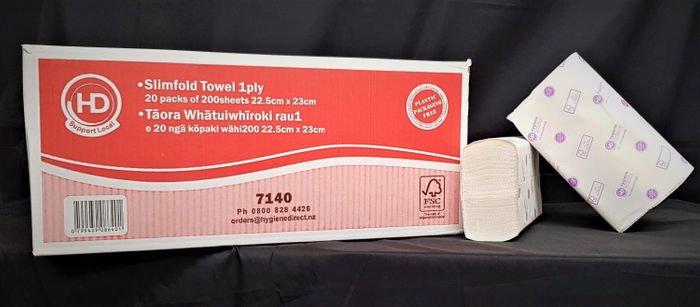 HD
Support Local
•Slimfold Towel 1ply
20 packs of 200sheets 22.5cm x 23cm
•Tāora Whātuiwhīroki rau1
e 20 ngā kōpaki wāhi200 22.5cm x 23cm
PLASTIC
PACKAGING
FREE
7140
Ph 0800 828 4426
orders@hygienedirect.nz
FSC